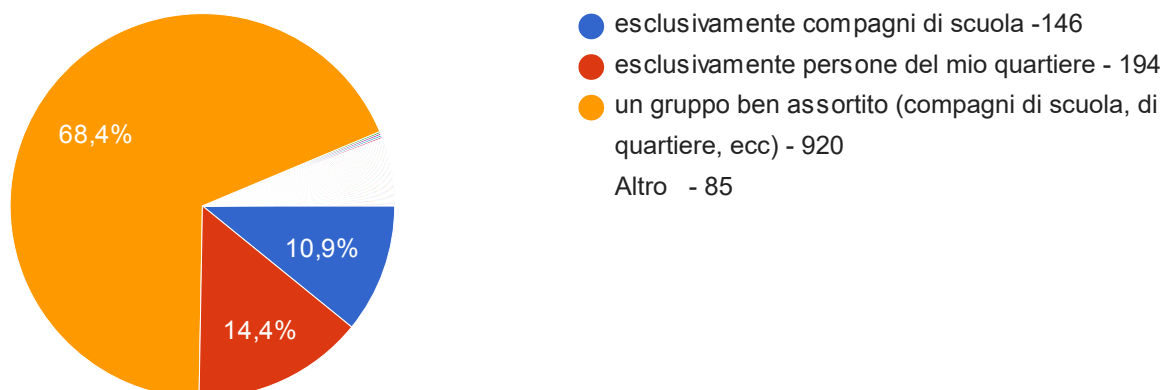 esclusivamente compagni di scuola -146
esclusivamente persone del mio quartiere - 194
un gruppo ben assortito (compagni di scuola, di
quartiere, ecc) - 920
Altro - 85
68,4%
10,9%
14,4%